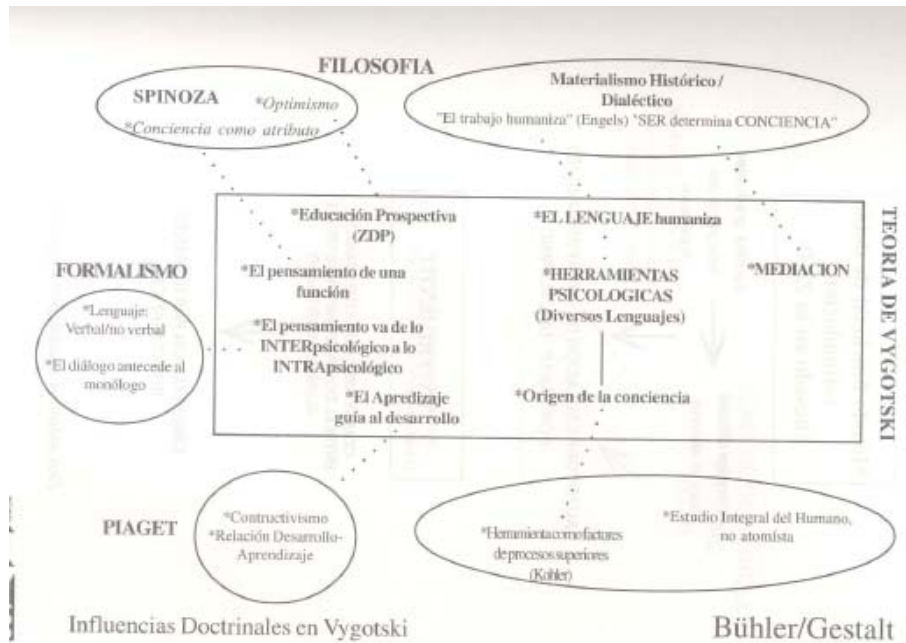 FILOSOFIA
SPINOZA
*Optimismo
*Conciencia como atributo
Materialismo Histórico /
Dialéctico
"El trabajo humaniza" (Engels) "SER determina CONCIENCIA"
*Educación Prospectiva
(ZDP)
*EL LENGUAJE humaniza
FORMALISMO
*El pensamiento de una
función
*HERRAMIENTAS
PSICOLOGICAS
(Diversos Lenguajes)
*MEDIACION
TEORIA DE VYGOTSKI
*Lenguaje:
Verbal/no verbal
*El diálogo antecede al
monólogo
*El pensamiento va de lo
INTERpsicológico a lo
INTRApsicológico
*El Apredizaje
guía al desarrollo
*Origen de la conciencia
PIAGET
*Contructivismo
*Relación Desarrollo-
Aprendizaje
*Herramienta como factores
de procesos superiores
(Kohler)
*Estudio Integral del Humano,
no atomísta
Influencias Doctrinales en Vygotski
Bühler/Gestalt